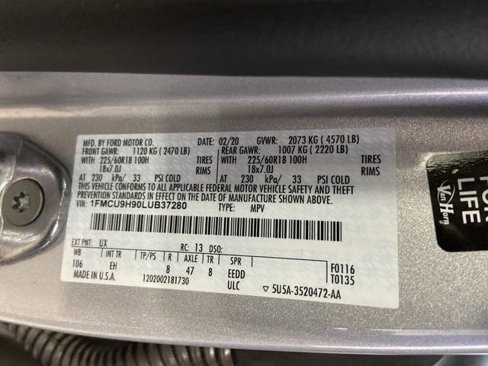 MFD. BY FORD MOTOR CO. 02/20 GVWR: 2073 KG ( 4570 LB)
FRONT GAWR: 1120 KG ( 2470 LB) REAR GAWR: 1007 KG ( 2220 LB)
WITH 225/60R18 100H TIRES WITH 225/60R18 100H TIRES
18x7.0J RIMS 18x7.0J RIMS
AT 230 kPa/ 33 PSI COLD AT 230 kPa/ 33 PSI COLD
THIS VEHICLE CONFORMS TO ALL APPLICABLE FEDERAL MOTOR VEHICLE SAFETY
AND THEFT PREVENTION STANDARDS IN EFFECT ON THE DATE OF MANUFACTURE SHOWN ABOVE.
VIN: 1FMCU9H90LUB37280 TYPE: MPV
EXT PNT: UX RC: 13 DSO:
WB INT TR TP/PS R AXLE TR SPR
106 EH 8 47 8 EEDD F0116
MADE IN U.S.A. 1202002181730 ULC T0135
5U5A-3520472-AA
FOR
LIFE
Van Horn